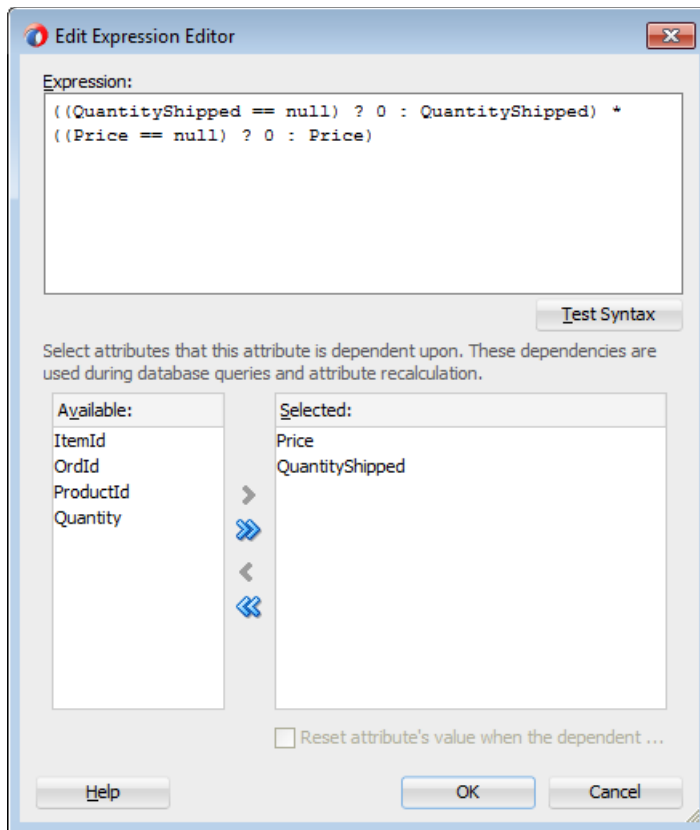 Edit Expression Editor
Expression:
((QuantityShipped == null) ? 0 : QuantityShipped) *
((Price == null) ? 0 : Price)
Test Syntax
Select attributes that this attribute is dependent upon. These dependencies are
used during database queries and attribute recalculation.
Available:
ItemId
OrdId
ProductId
Quantity
Selected:
Price
QuantityShipped
Reset attribute's value when the dependent ...
Help
OK
Cancel